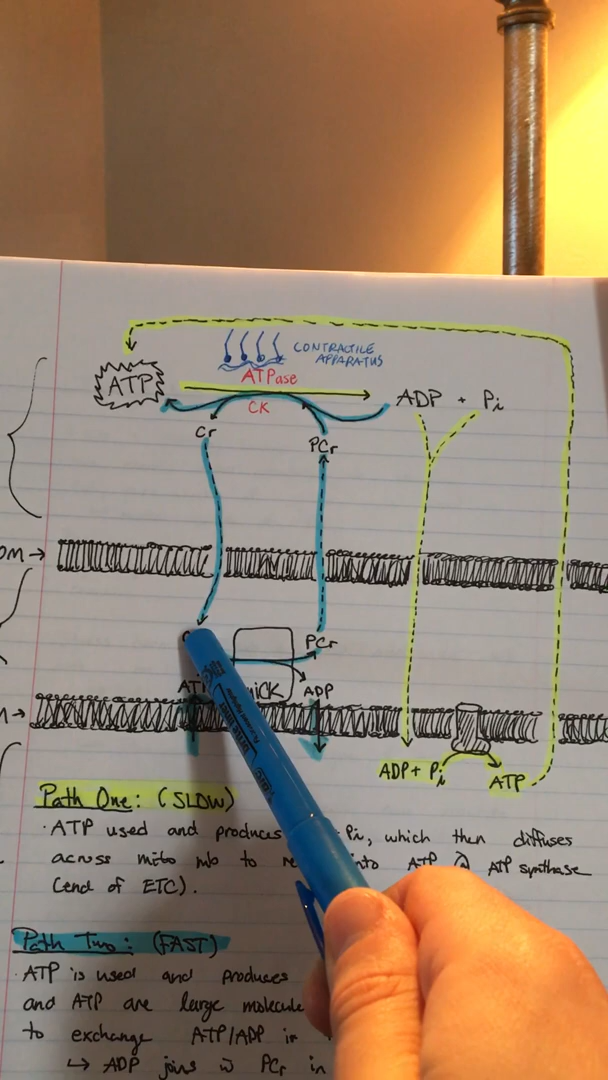 CONTRACTILE
APPARATUS
ATP
ATPase
ADP + Pi
CK
Cr
PCr
OM →
PCr
ADP
M →
ADP + Pi
ATP
Path One: (SLOW)
· ATP used and produces Pi, which then diffuses
across mito mb to into ATP @ ATP synthase
(end of ETC).
Path Two: (FAST)
· ATP is used and produces
and ATP are large molecule
to exchange ATP/ADP in
↳ ADP joins w PCr in